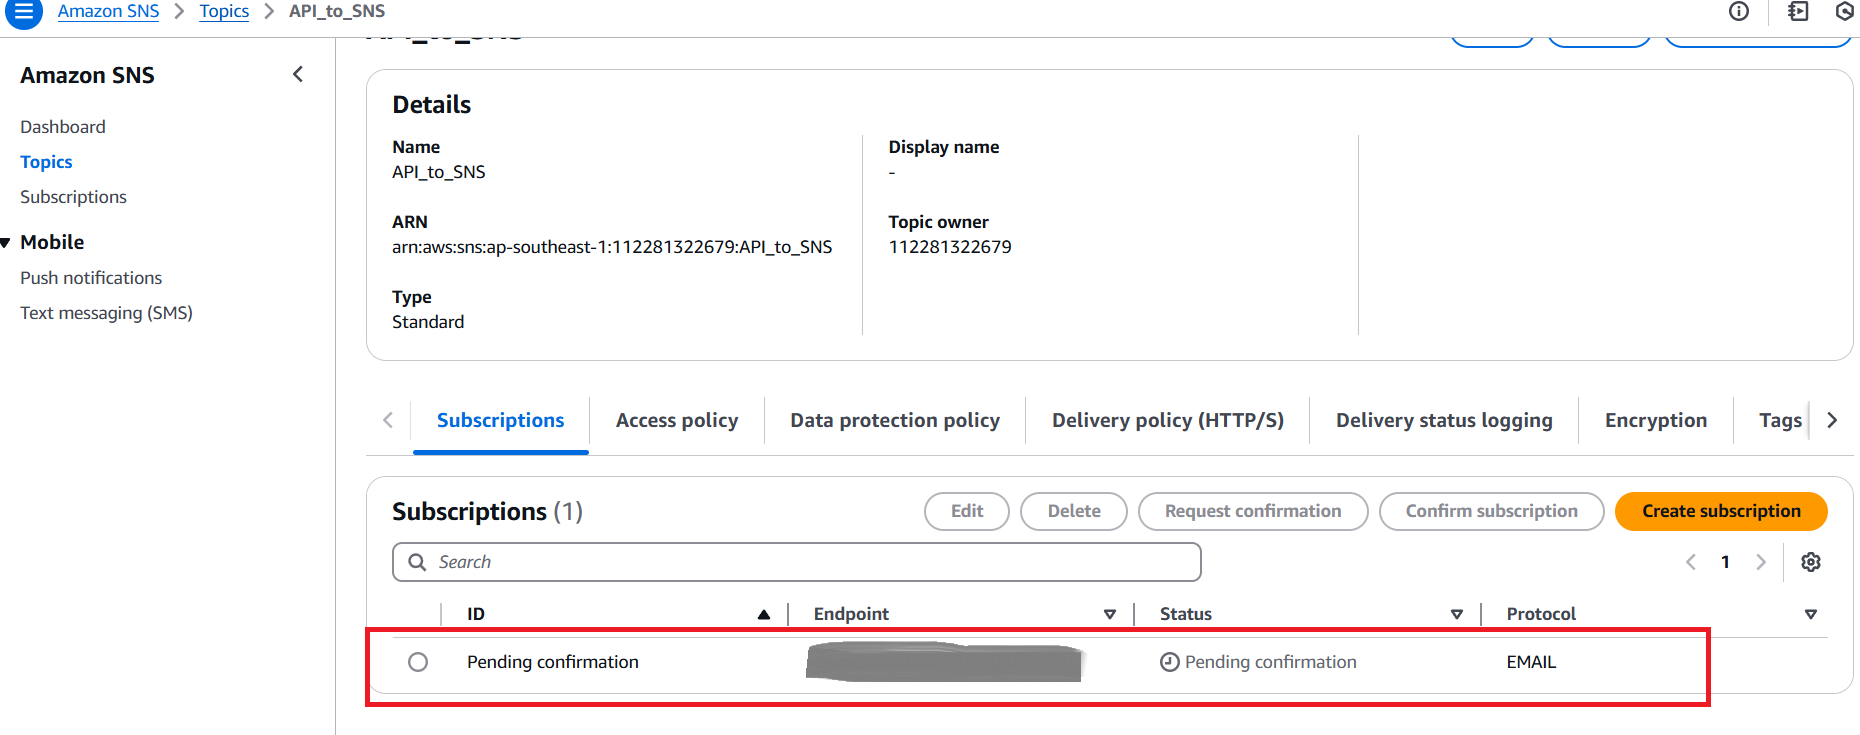 Amazon SNS > Topics > API_to_SNS
API_to_SNS
Amazon SNS
Dashboard
Topics
Subscriptions
Mobile
Push notifications
Text messaging (SMS)
Details
Name
API_to_SNS
ARN
arn:aws:sns:ap-southeast-1:112281322679:API_to_SNS
Type
Standard
Display name
-
Topic owner
112281322679
Subscriptions Access policy Data protection policy Delivery policy (HTTP/S) Delivery status logging Encryption Tags
Subscriptions (1) Edit Delete Request confirmation Confirm subscription Create subscription
Search 1
ID Endpoint Status Protocol
Pending confirmation Pending confirmation EMAIL